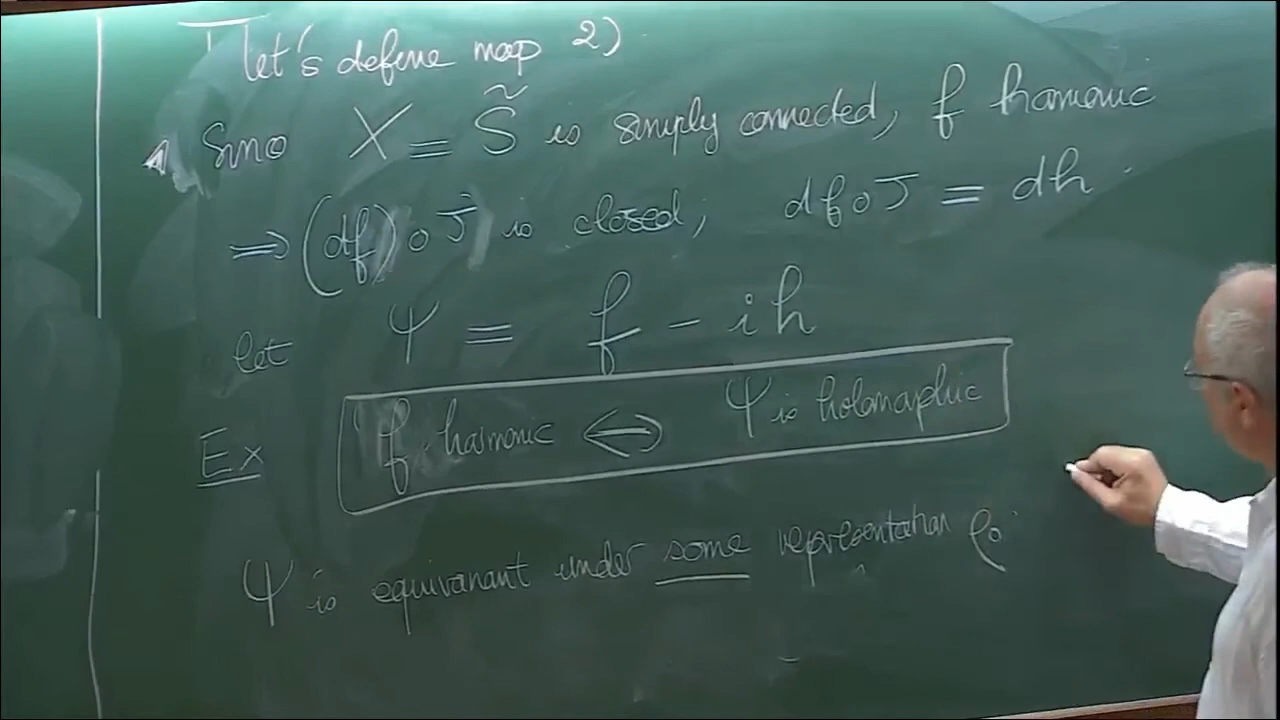 let's define map 2)
Since X = S̃ is simply connected, f harmonic
⟹ (df)∘J is closed, df∘J = dh.
let Ψ = f - ih
Ex f harmonic ⟺ Ψ is holomorphic
Ψ is equivariant under some representation ρ₀